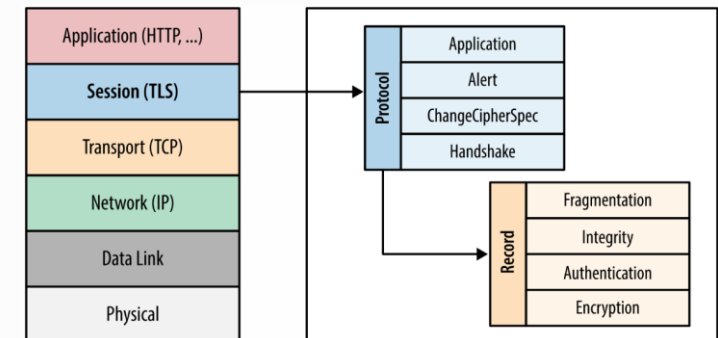 Application (HTTP, ...)
Session (TLS)
Transport (TCP)
Network (IP)
Data Link
Physical
Protocol
Application
Alert
ChangeCipherSpec
Handshake
Record
Fragmentation
Integrity
Authentication
Encryption